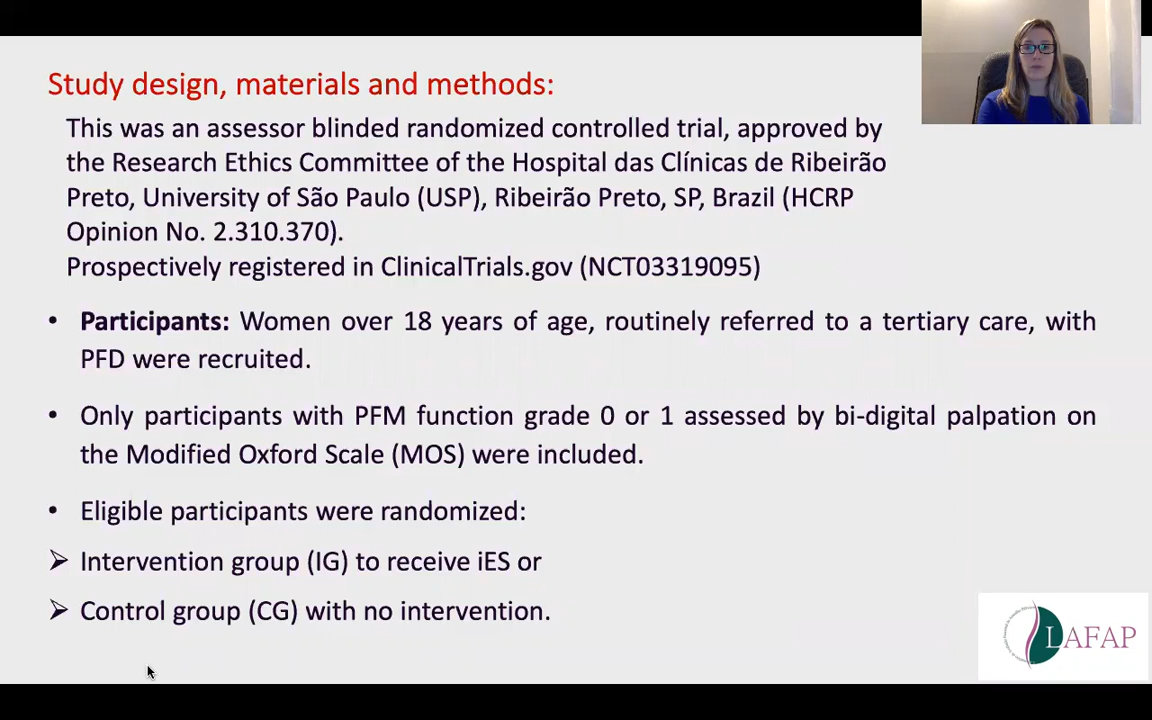 Study design, materials and methods:
This was an assessor blinded randomized controlled trial, approved by
the Research Ethics Committee of the Hospital das Clínicas de Ribeirão
Preto, University of São Paulo (USP), Ribeirão Preto, SP, Brazil (HCRP
Opinion No. 2.310.370).
Prospectively registered in ClinicalTrials.gov (NCT03319095)
• Participants: Women over 18 years of age, routinely referred to a tertiary care, with
PFD were recruited.
• Only participants with PFM function grade 0 or 1 assessed by bi-digital palpation on
the Modified Oxford Scale (MOS) were included.
• Eligible participants were randomized:
➢ Intervention group (IG) to receive iES or
➢ Control group (CG) with no intervention.
LAFAP